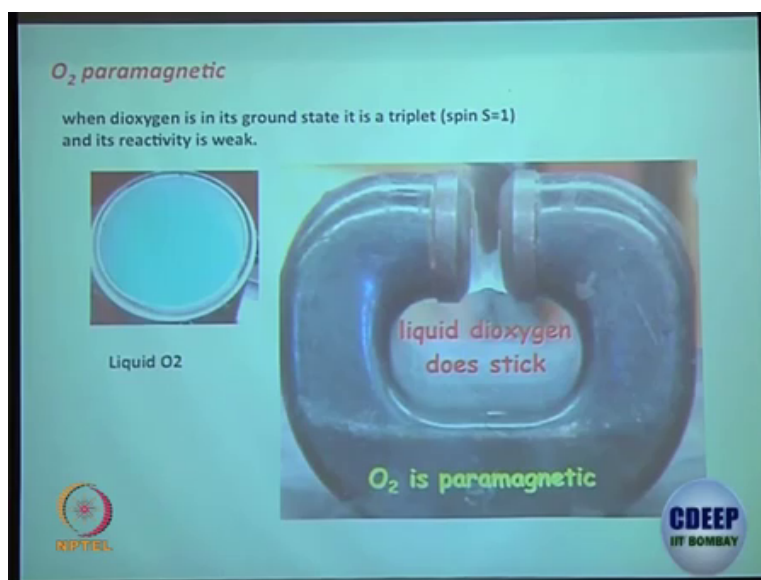 O₂ paramagnetic
when dioxygen is in its ground state it is a triplet (spin S=1)
and its reactivity is weak.
liquid dioxygen
does stick
Liquid O2
O₂ is paramagnetic
NPTEL
CDEEP
IIT BOMBAY